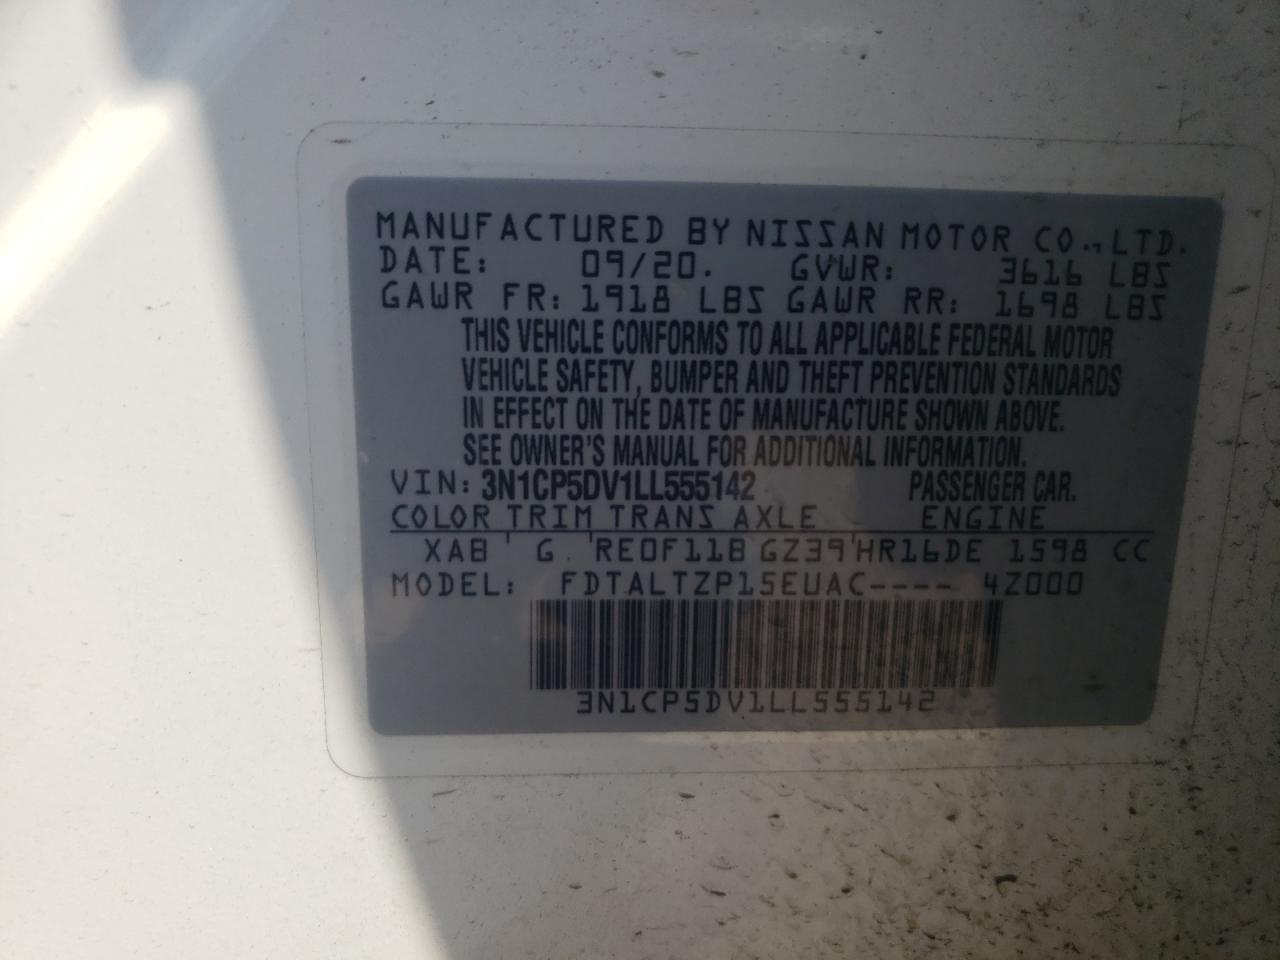 MANUFACTURED BY NISSAN MOTOR CO., LTD.
DATE: 09/20. GVWR: 3616 LBS
GAWR FR: 1918 LBS GAWR RR: 1698 LBS
THIS VEHICLE CONFORMS TO ALL APPLICABLE FEDERAL MOTOR
VEHICLE SAFETY, BUMPER AND THEFT PREVENTION STANDARDS
IN EFFECT ON THE DATE OF MANUFACTURE SHOWN ABOVE.
SEE OWNER'S MANUAL FOR ADDITIONAL INFORMATION.
VIN: 3N1CP5DV1LL555142 PASSENGER CAR.
COLOR TRIM TRANS AXLE ENGINE
XAB G RE0F11B GZ39 HR16DE 1598 CC
MODEL: FDTALTZP15EUAC---- 4Z000
3N1CP5DV1LL555142